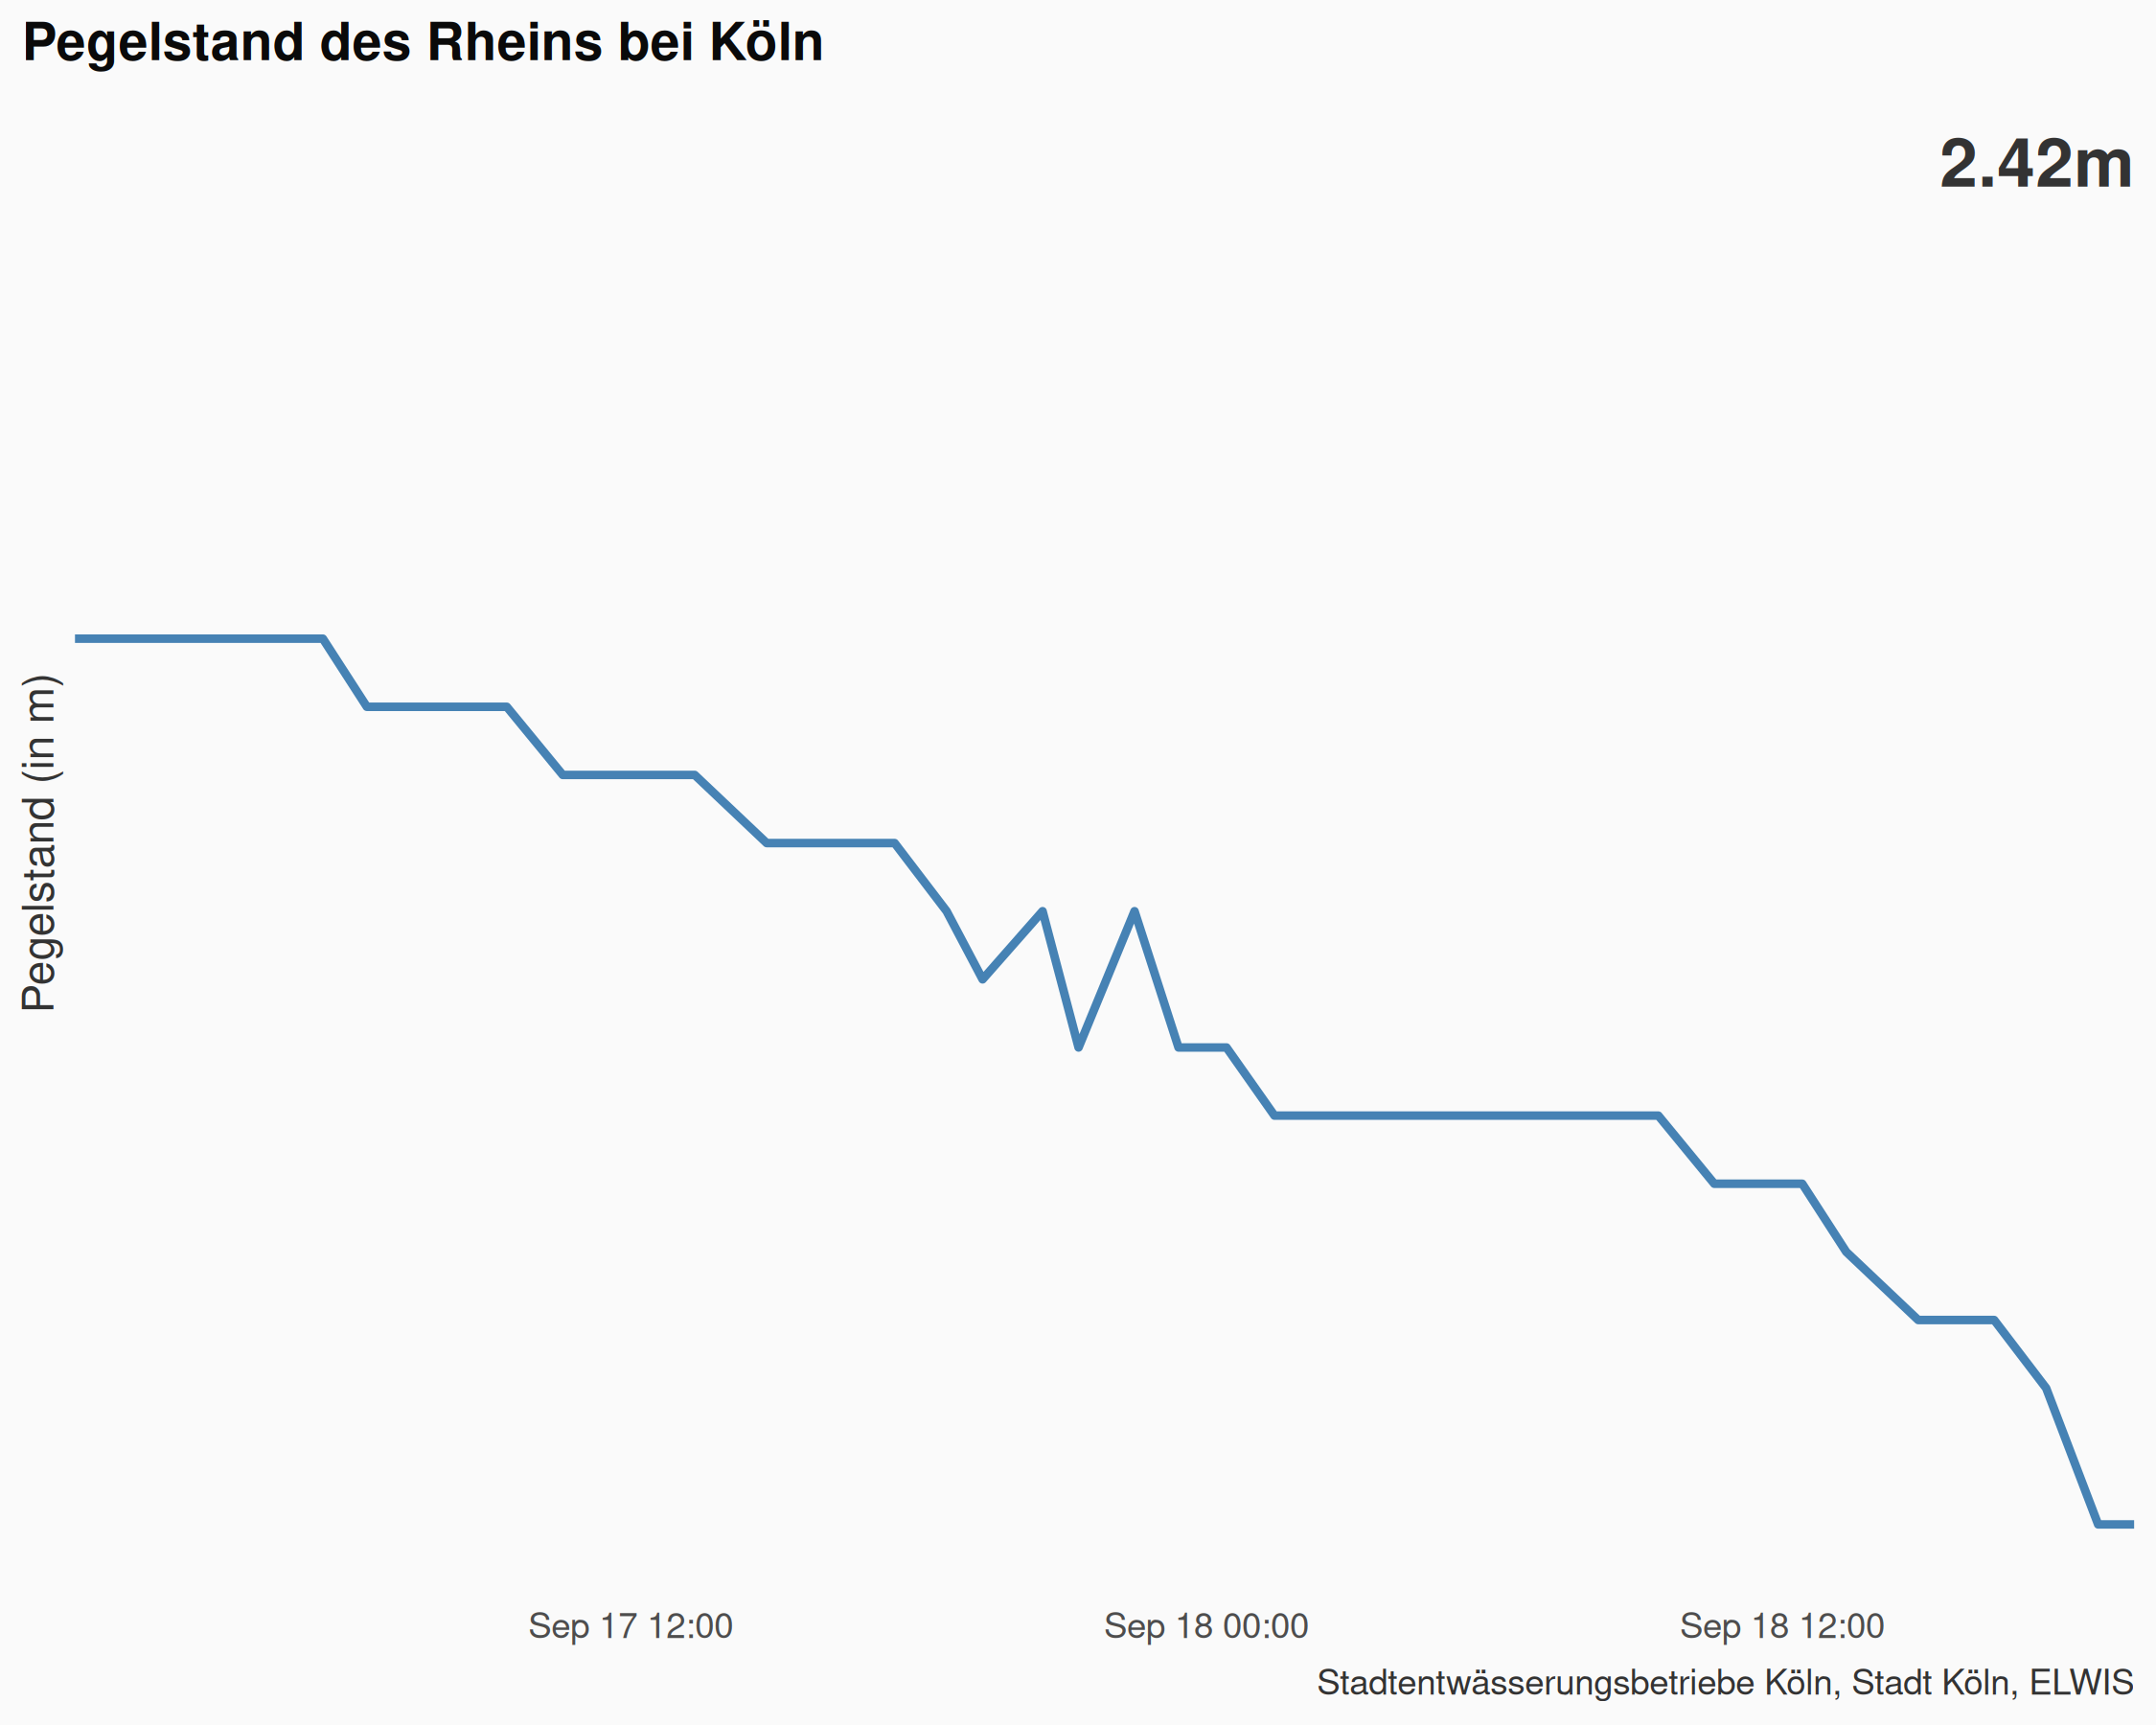 Pegelstand des Rheins bei Köln
2.42m
Pegelstand (in m)
Sep 17 12:00
Sep 18 00:00
Sep 18 12:00
Stadtentwässerungsbetriebe Köln, Stadt Köln, ELWIS